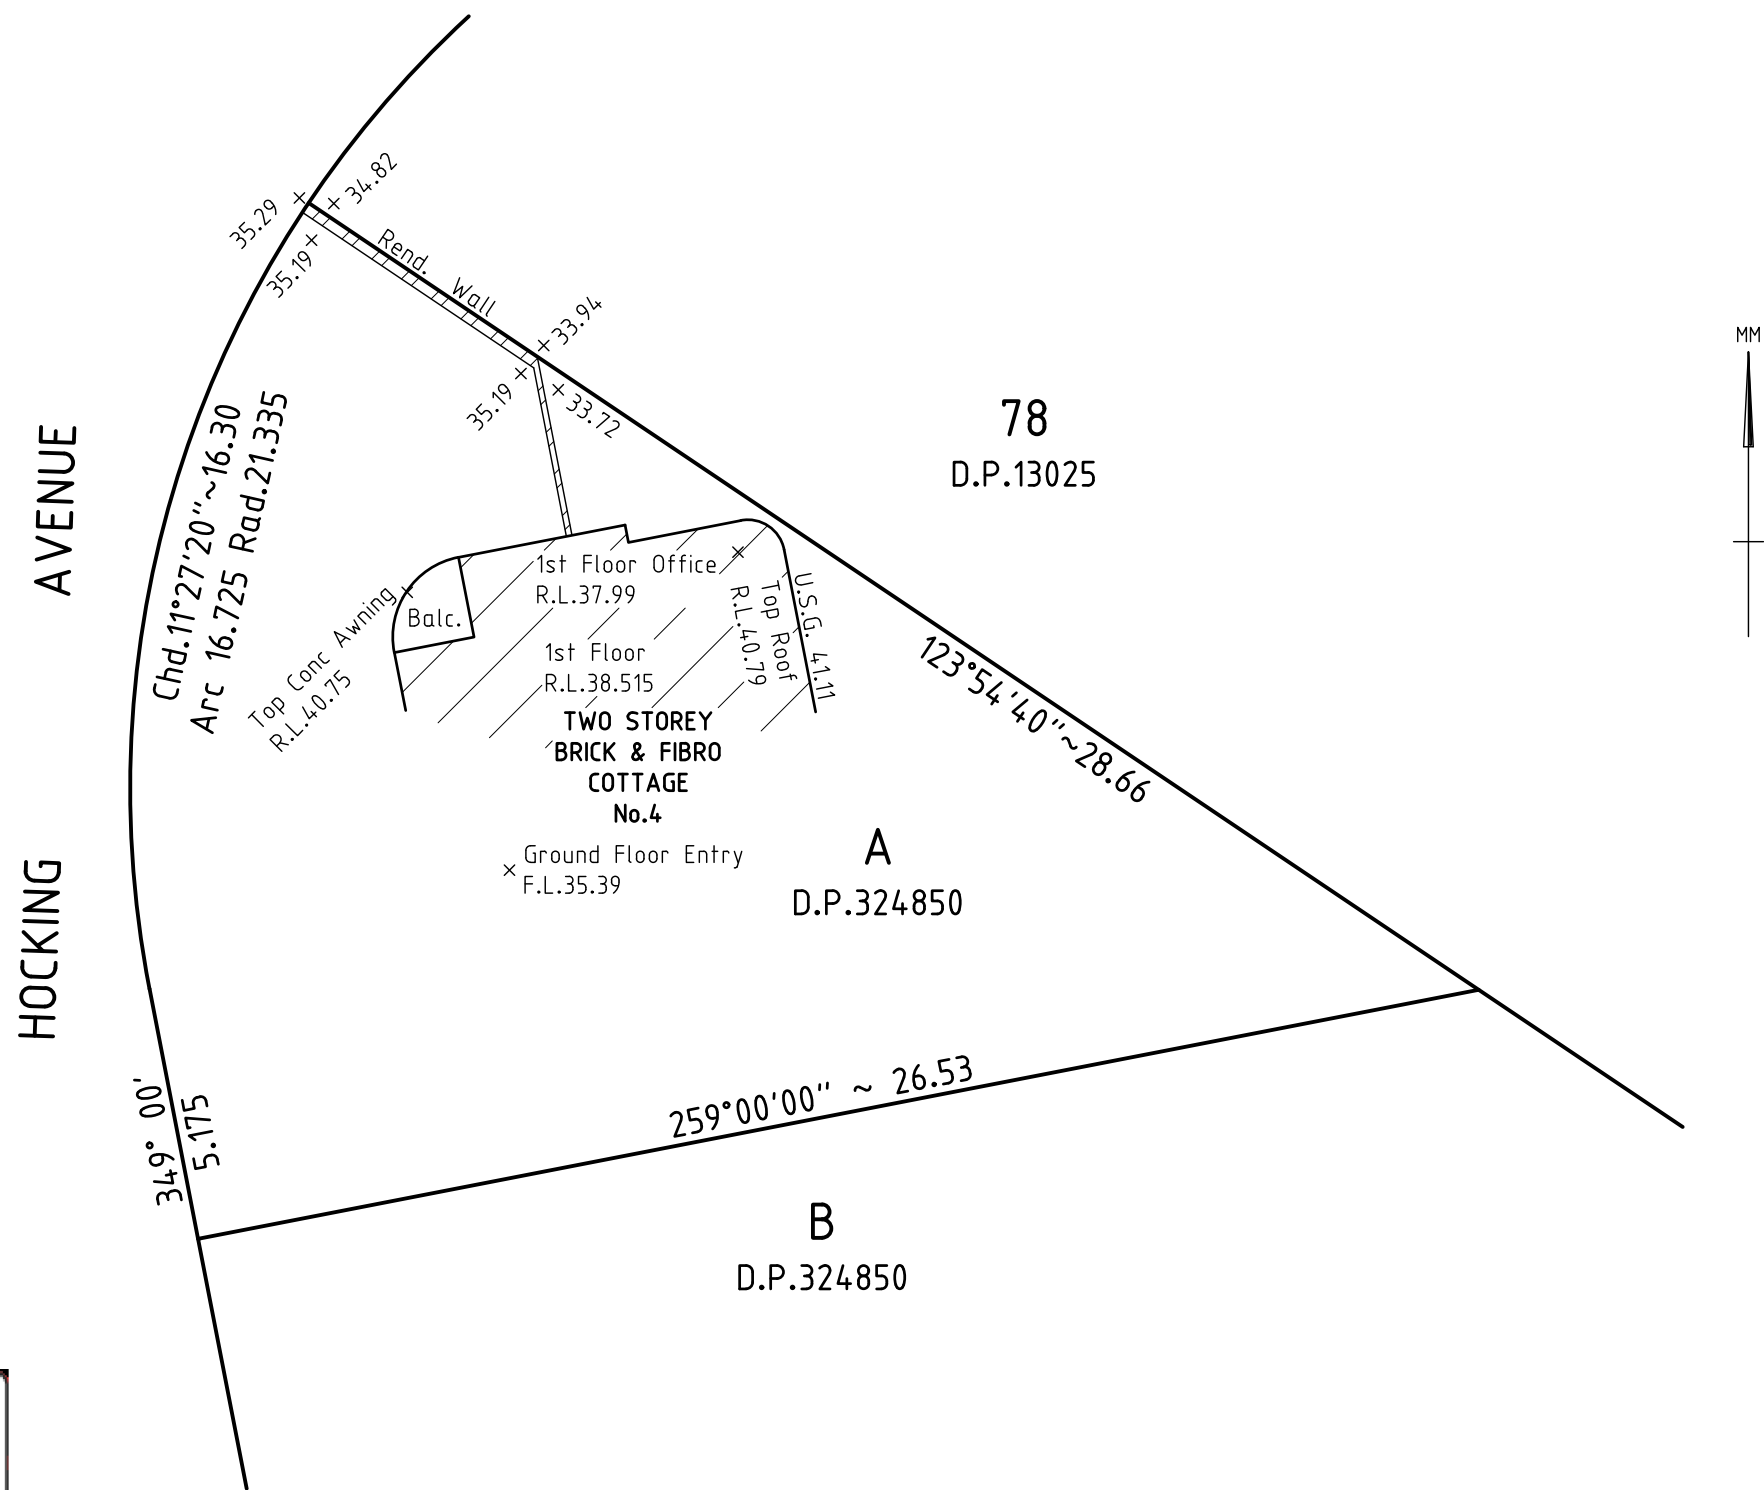 34.82
35.29
35.19
Rend. Wall
33.94
35.19
33.72
MM
78
D.P.13025
AVENUE
HOCKING
Chd.11°27'20"~16.30
Arc 16.725 Rad.21.335
1st Floor Office
R.L.37.99
Balc.
Top Conc Awning
R.L.40.75
1st Floor
R.L.38.515
U.S.G. 41.11
Top Roof
R.L.40.79
TWO STOREY
BRICK & FIBRO
COTTAGE
No.4
Ground Floor Entry
F.L.35.39
123°54'40"~28.66
A
D.P.324850
259°00'00" ~ 26.53
349° 00'
5.175
B
D.P.324850